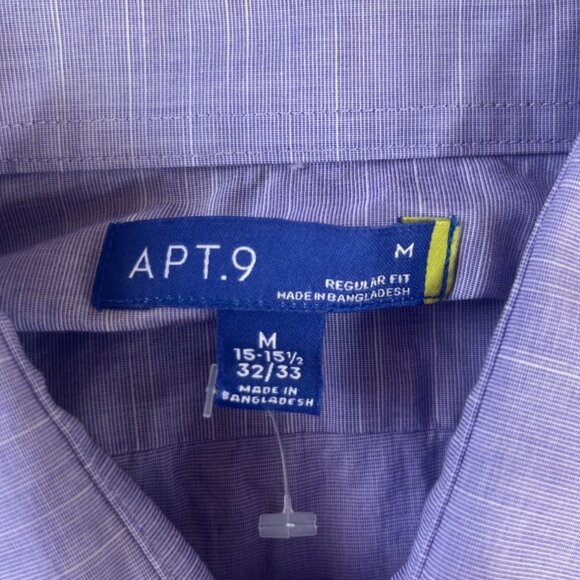 APT.9
M
REGULAR FIT
MADE IN BANGLADESH
M
15-15½
32/33
MADE IN
BANGLADESH